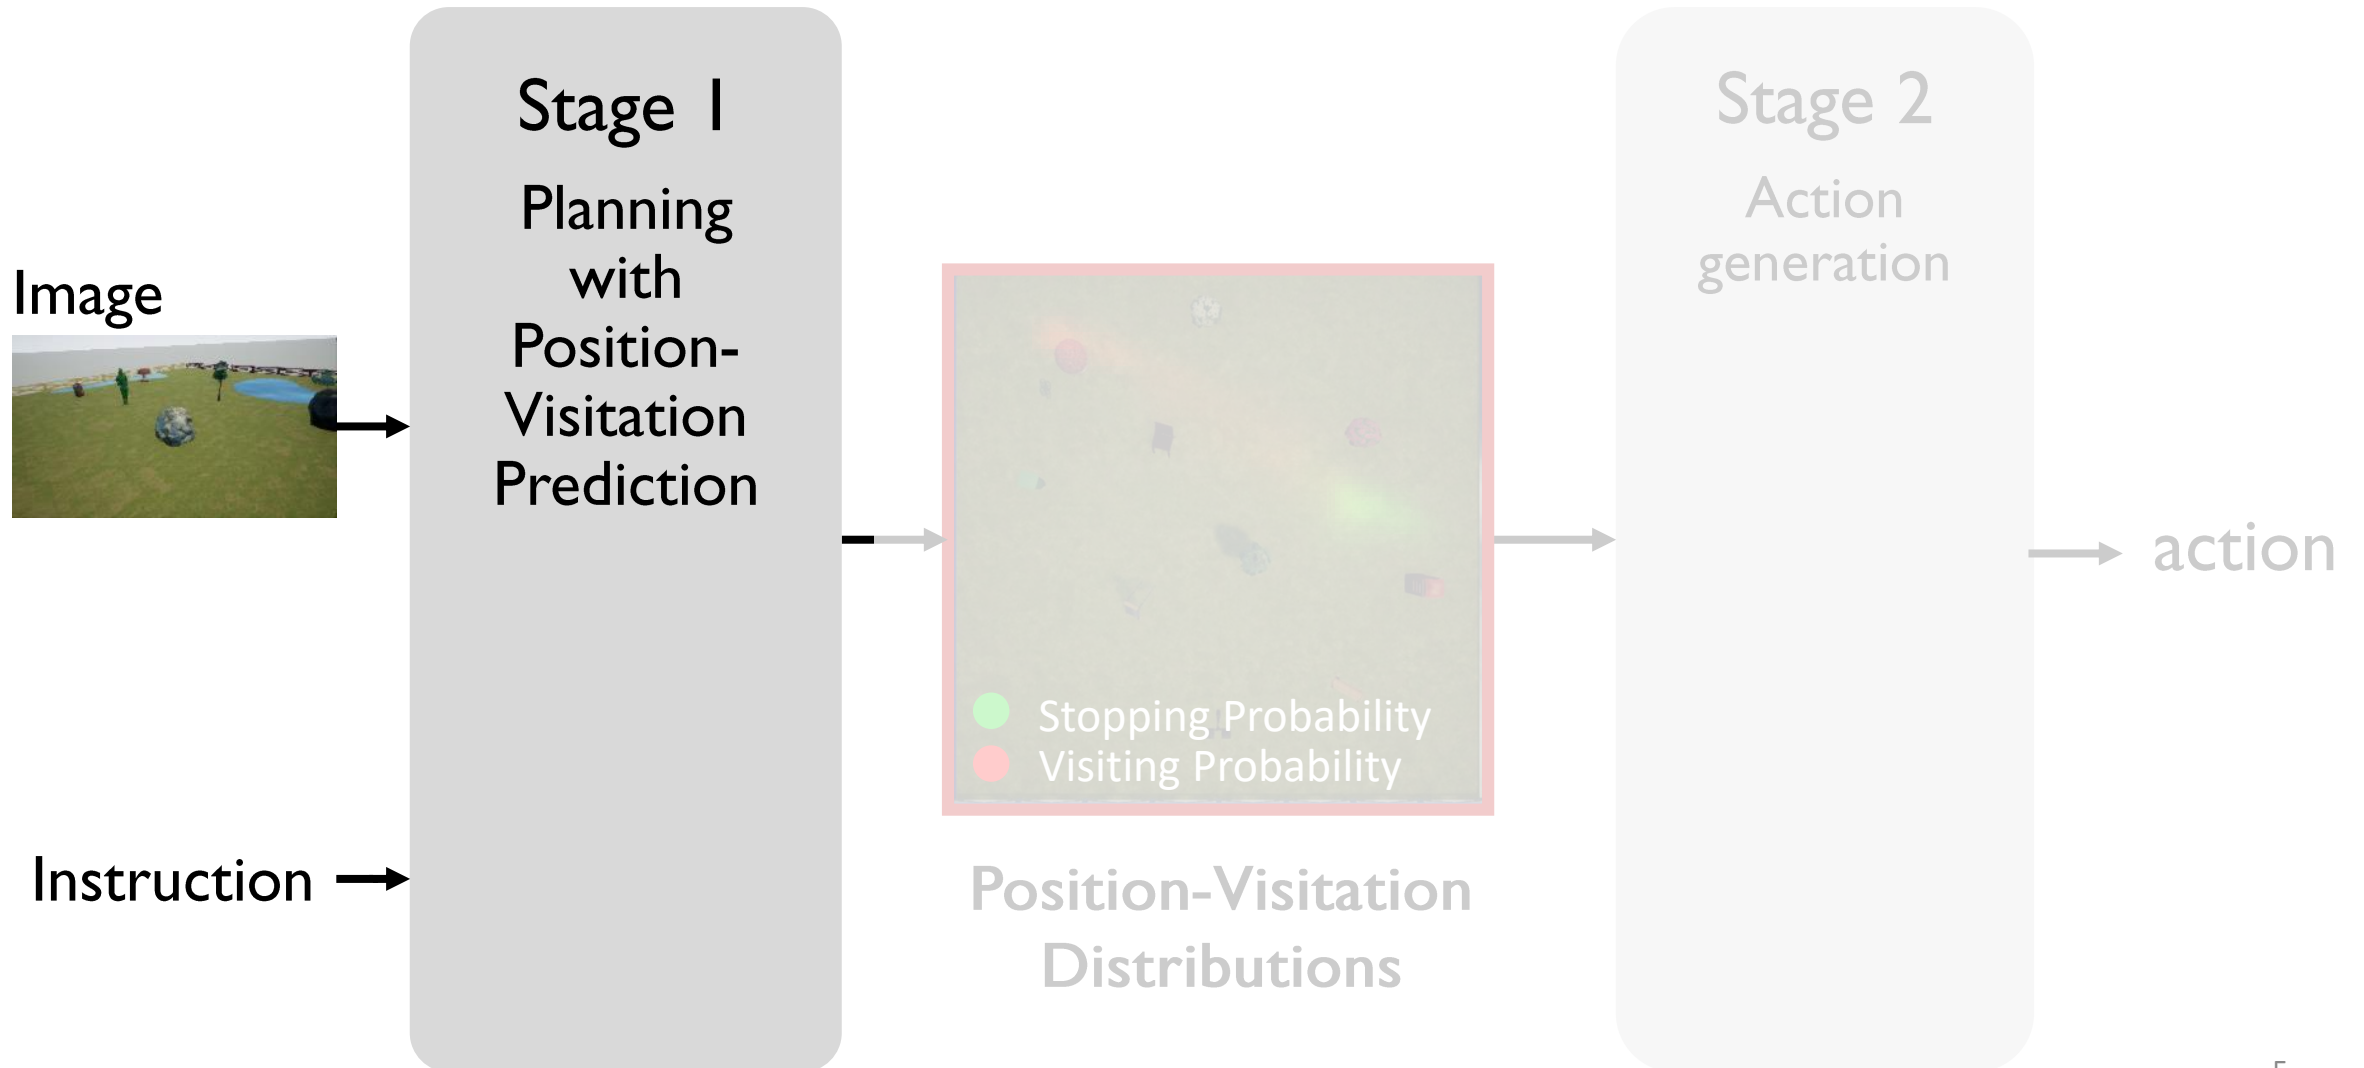 Stage 1
Planning
with
Position-
Visitation
Prediction
Image
Instruction
Stopping Probability
Visiting Probability
Position-Visitation
Distributions
Stage 2
Action
generation
action
5